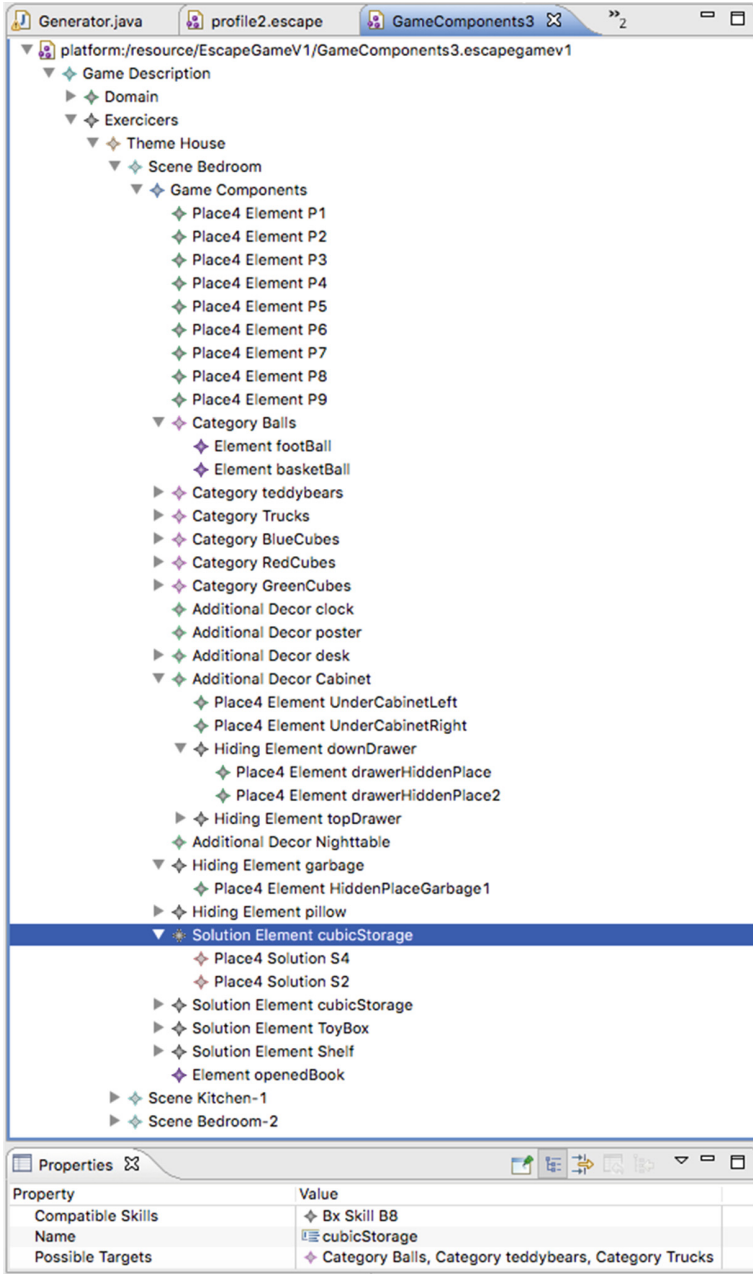 Generator.java profile2.escape GameComponents3 »2
platform:/resource/EscapeGameV1/GameComponents3.escapegamev1
Game Description
Domain
Exercicers
Theme House
Scene Bedroom
Game Components
Place4 Element P1
Place4 Element P2
Place4 Element P3
Place4 Element P4
Place4 Element P5
Place4 Element P6
Place4 Element P7
Place4 Element P8
Place4 Element P9
Category Balls
Element footBall
Element basketBall
Category teddybears
Category Trucks
Category BlueCubes
Category RedCubes
Category GreenCubes
Additional Decor clock
Additional Decor poster
Additional Decor desk
Additional Decor Cabinet
Place4 Element UnderCabinetLeft
Place4 Element UnderCabinetRight
Hiding Element downDrawer
Place4 Element drawerHiddenPlace
Place4 Element drawerHiddenPlace2
Hiding Element topDrawer
Additional Decor Nighttable
Hiding Element garbage
Place4 Element HiddenPlaceGarbage1
Hiding Element pillow
Solution Element cubicStorage
Place4 Solution S4
Place4 Solution S2
Solution Element cubicStorage
Solution Element ToyBox
Solution Element Shelf
Element openedBook
Scene Kitchen-1
Scene Bedroom-2
Properties
Property Value
Compatible Skills Bx Skill B8
Name cubicStorage
Possible Targets Category Balls, Category teddybears, Category Trucks